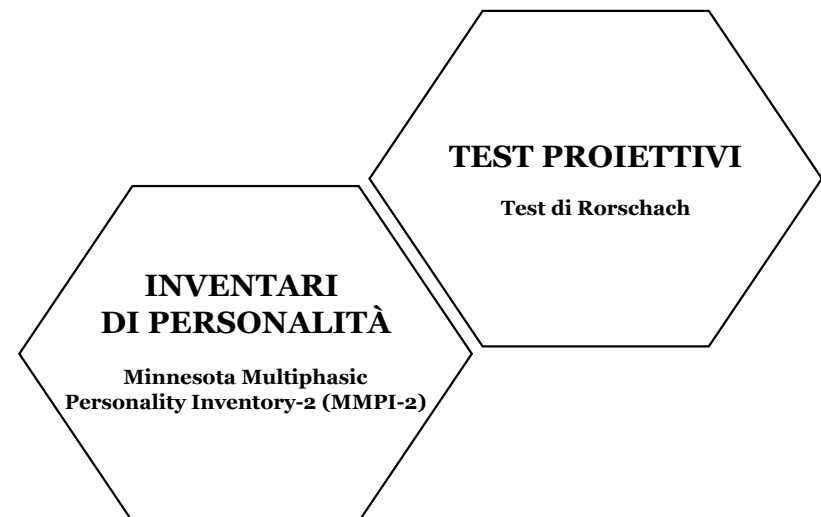 TEST PROIETTIVI
Test di Rorschach
INVENTARI
DI PERSONALITÀ
Minnesota Multiphasic
Personality Inventory-2 (MMPI-2)